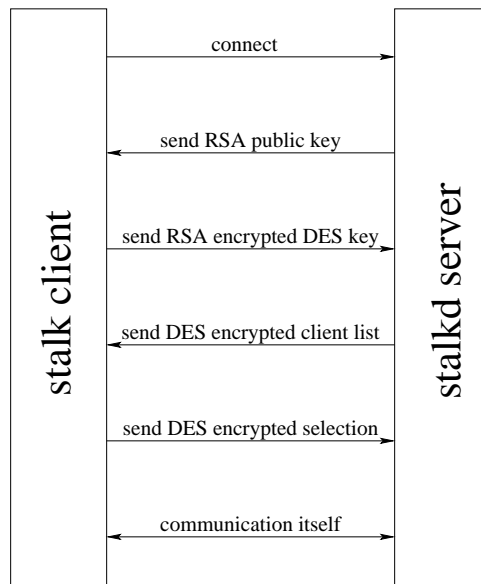 connect
send RSA public key
send RSA encrypted DES key
send DES encrypted client list
send DES encrypted selection
communication itself
stalk client
stalkd server